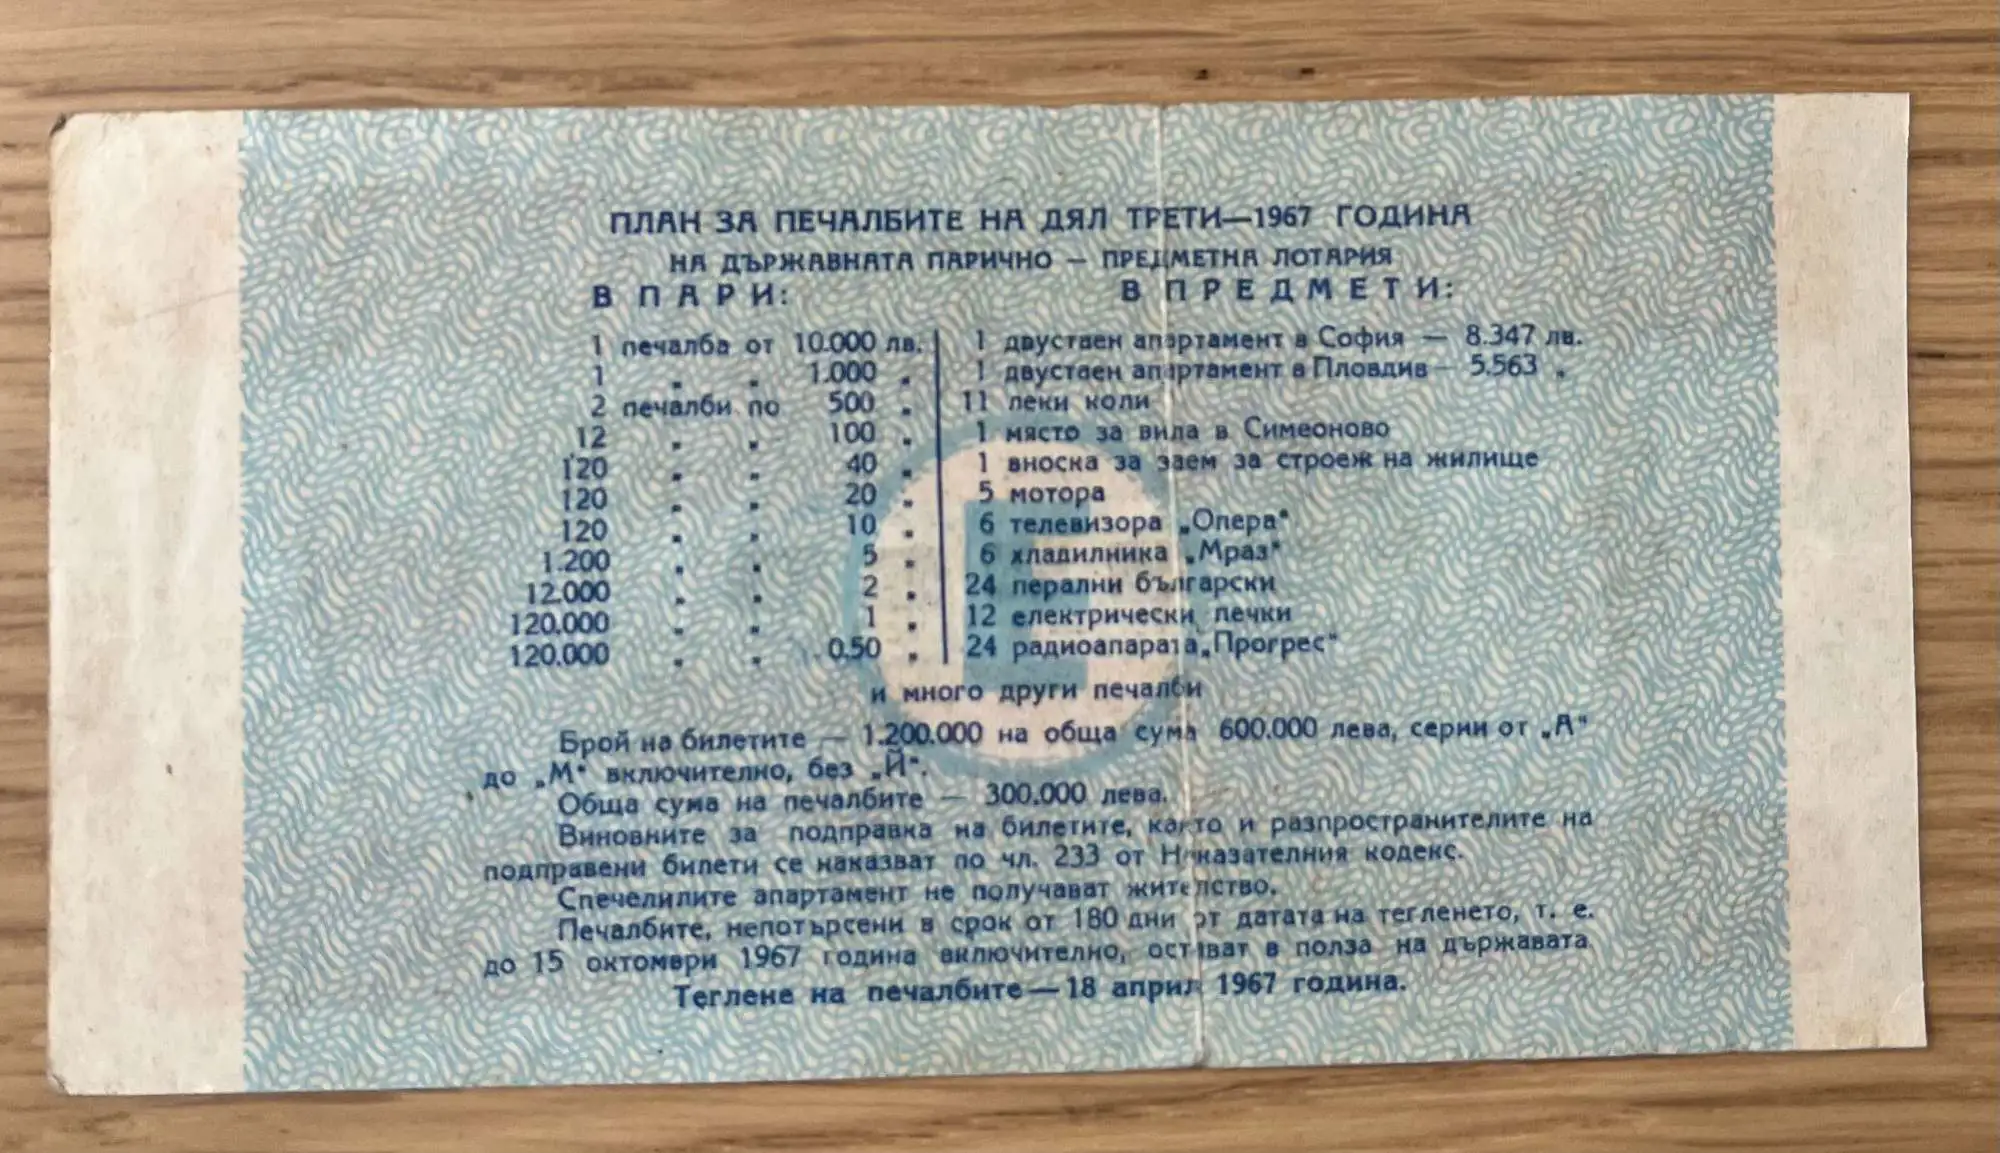 ПЛАН ЗА ПЕЧАЛБИТЕ НА ДЯЛ ТРЕТИ—1967 ГОДИНА
НА ДЪРЖАВНАТА ПАРИЧНО – ПРЕДМЕТНА ЛОТАРИЯ
В ПАРИ:
1 печалба от 10.000 лв.
1 „ „ 1.000 „
2 печалби по 500 „
12 „ „ 100 „
120 „ „ 40 „
120 „ „ 20 „
120 „ „ 10 „
1.200 „ „ 5 „
12.000 „ „ 2 „
120.000 „ „ 1 „
120.000 „ „ 0.50 „
В ПРЕДМЕТИ:
1 двустаен апартамент в София — 8.347 лв.
1 двустаен апартамент в Пловдив — 5.563 „
11 леки коли
1 място за вила в Симеоново
1 вноска за заем за строеж на жилище
5 мотора
6 телевизора „Опера“
6 хладилника „Мраз“
24 перални български
12 електрически печки
24 радиоапарата „Прогрес“
и много други печалби
Брой на билетите — 1.200.000 на обща сума 600.000 лева, серии от „А“
до „М“ включително, без „Й“.
Обща сума на печалбите — 300.000 лева.
Виновните за подправка на билетите, както и разпространителите на
подправени билети се наказват по чл. 233 от Наказателния кодекс.
Спечелилите апартамент не получават жителство.
Печалбите, непотърсени в срок от 180 дни от датата на тегленето, т. е.
до 15 октомври 1967 година включително, остават в полза на държавата
Теглене на печалбите—18 април 1967 година.